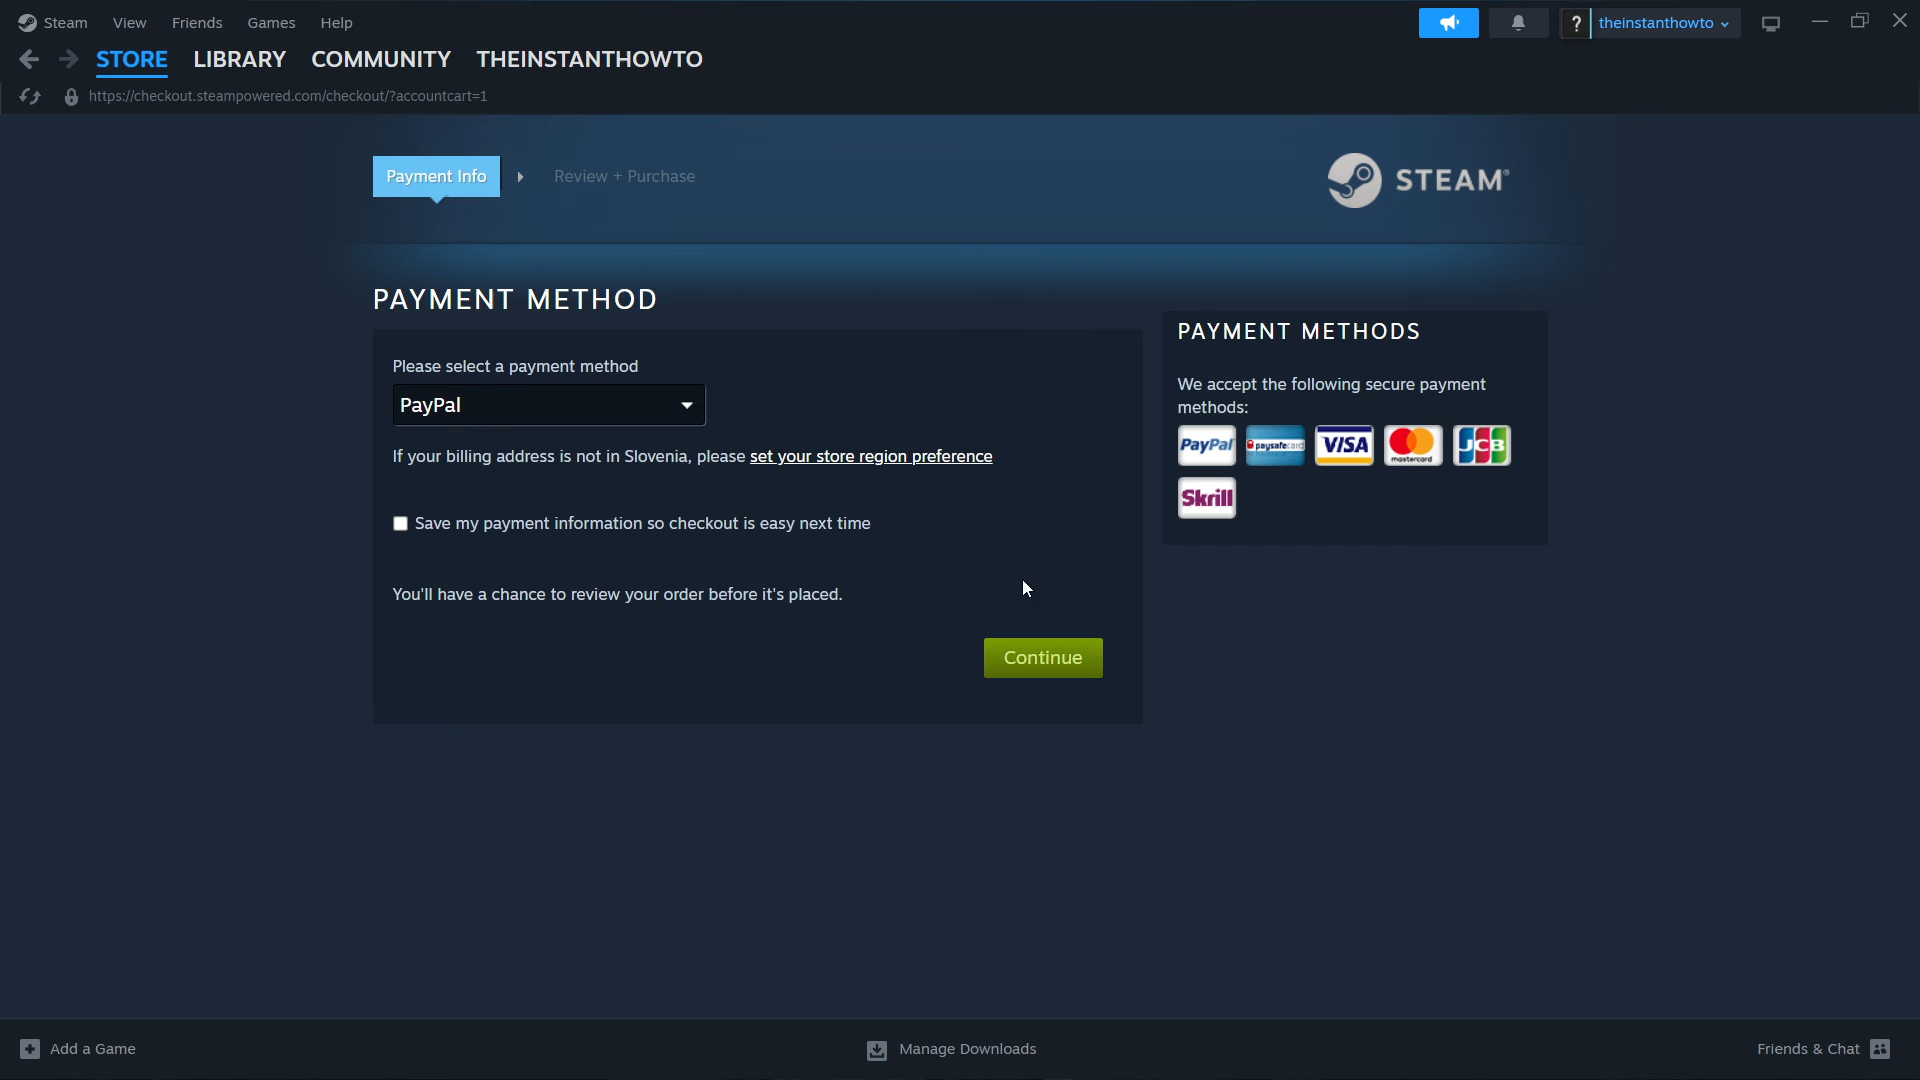 Steam View Friends Games Help
? theinstanthowto
STORE LIBRARY COMMUNITY THEINSTANTHOWTO
https://checkout.steampowered.com/checkout/?accountcart=1
Payment Info Review + Purchase
STEAM®
PAYMENT METHOD
Please select a payment method
PayPal
If your billing address is not in Slovenia, please set your store region preference
Save my payment information so checkout is easy next time
You'll have a chance to review your order before it's placed.
Continue
PAYMENT METHODS
We accept the following secure payment
methods:
PayPal paysafecard VISA mastercard JCB
Skrill
Add a Game Manage Downloads Friends & Chat